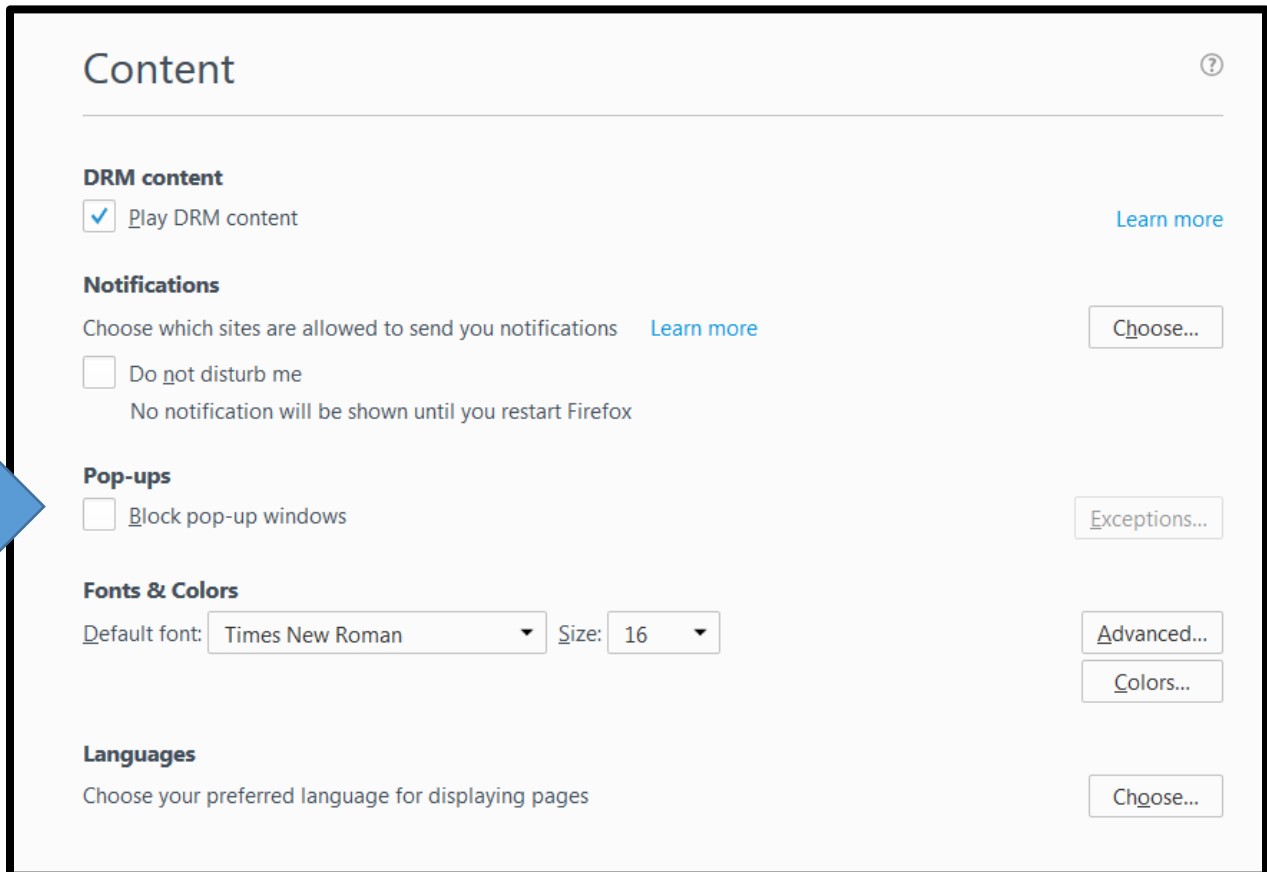 Content
?
DRM content
Play DRM content
Learn more
Notifications
Choose which sites are allowed to send you notifications Learn more Choose...
Do not disturb me
No notification will be shown until you restart Firefox
Pop-ups
Block pop-up windows Exceptions...
Fonts & Colors
Default font: Times New Roman Size: 16 Advanced...
Colors...
Languages
Choose your preferred language for displaying pages Choose...